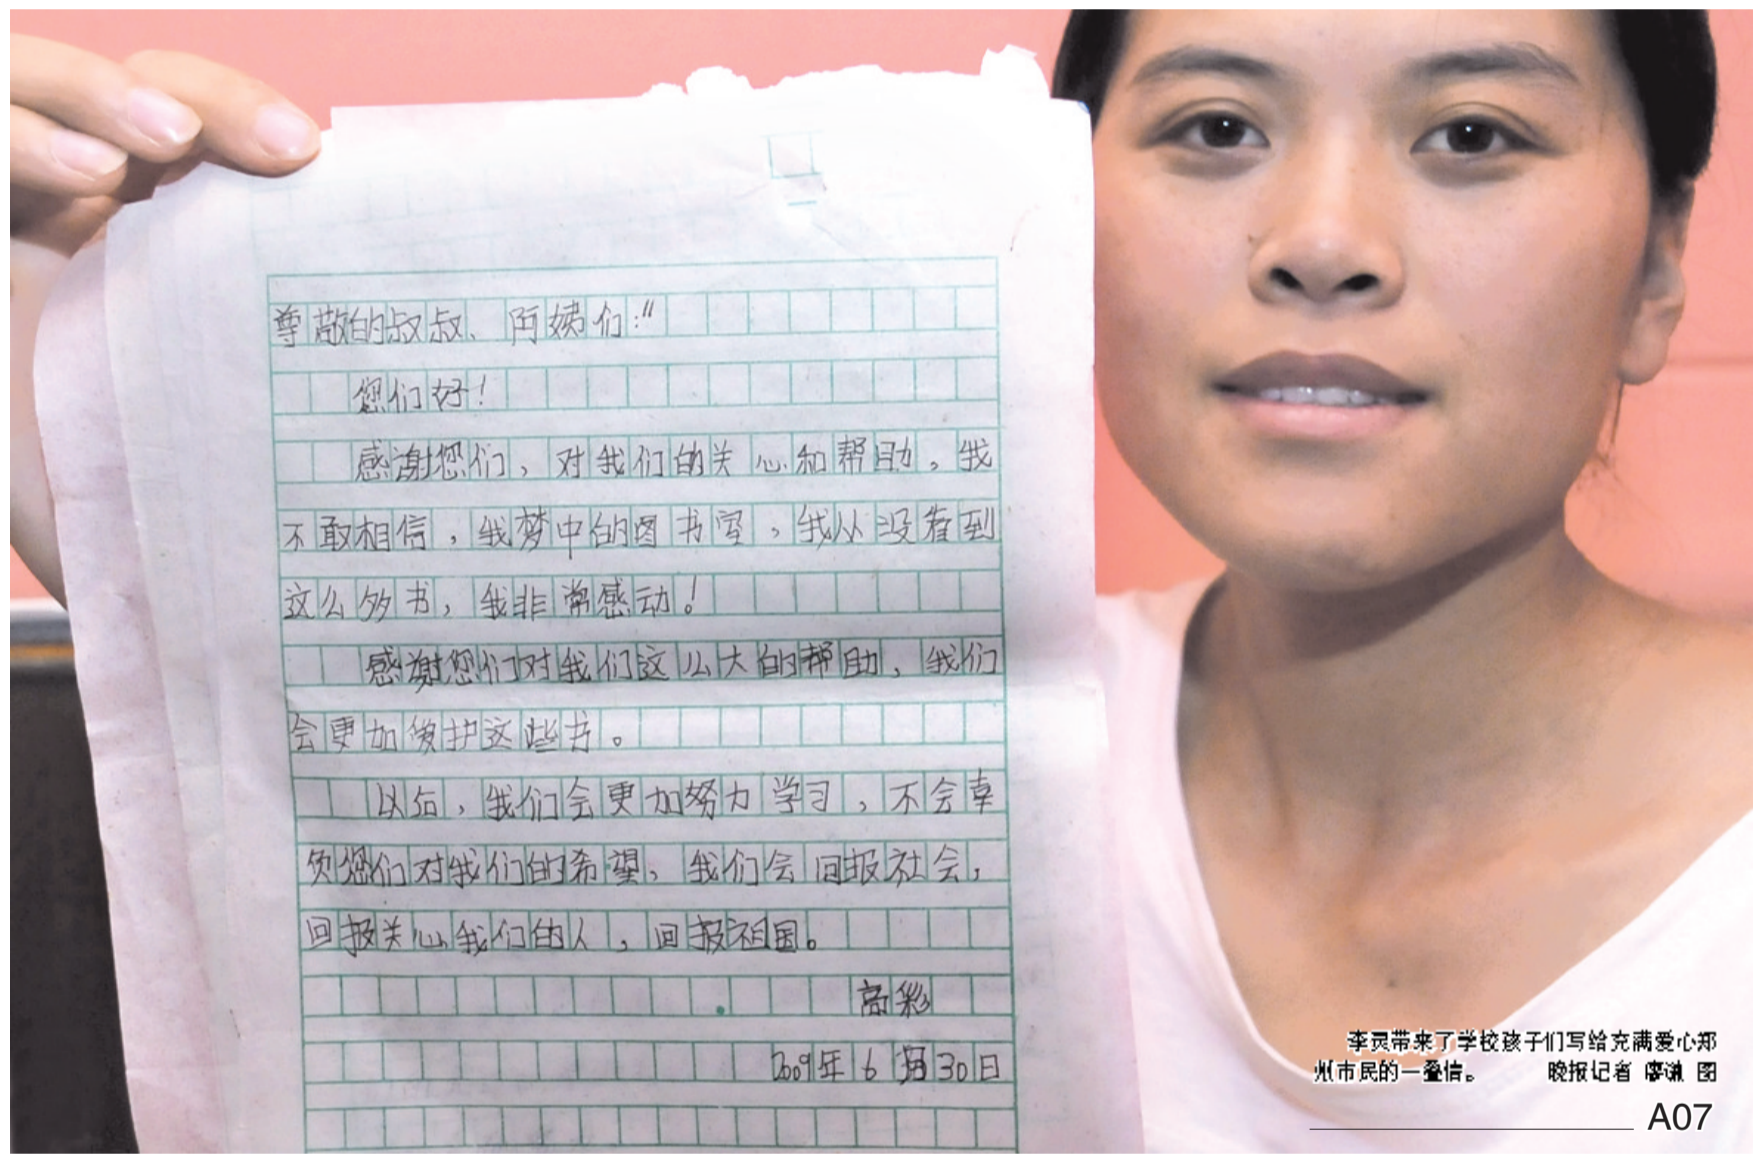 尊敬的叔叔、阿姨们:"
您们好!
感谢您们,对我们的关心和帮助。我
不敢相信,我梦中的图书室,我从没看到
这么多书,我非常感动!
感谢您们对我们这么大的帮助,我们
会更加爱护这些书。
以后,我们会更加努力学习,不会辜
负您们对我们的希望,我们会回报社会,
回报关心我们的人,回报祖国。
高彩
2009年6月30日
李灵带来了学校孩子们写给充满爱心郑
州市民的一叠信。 晚报记者 廖谦 图
A07